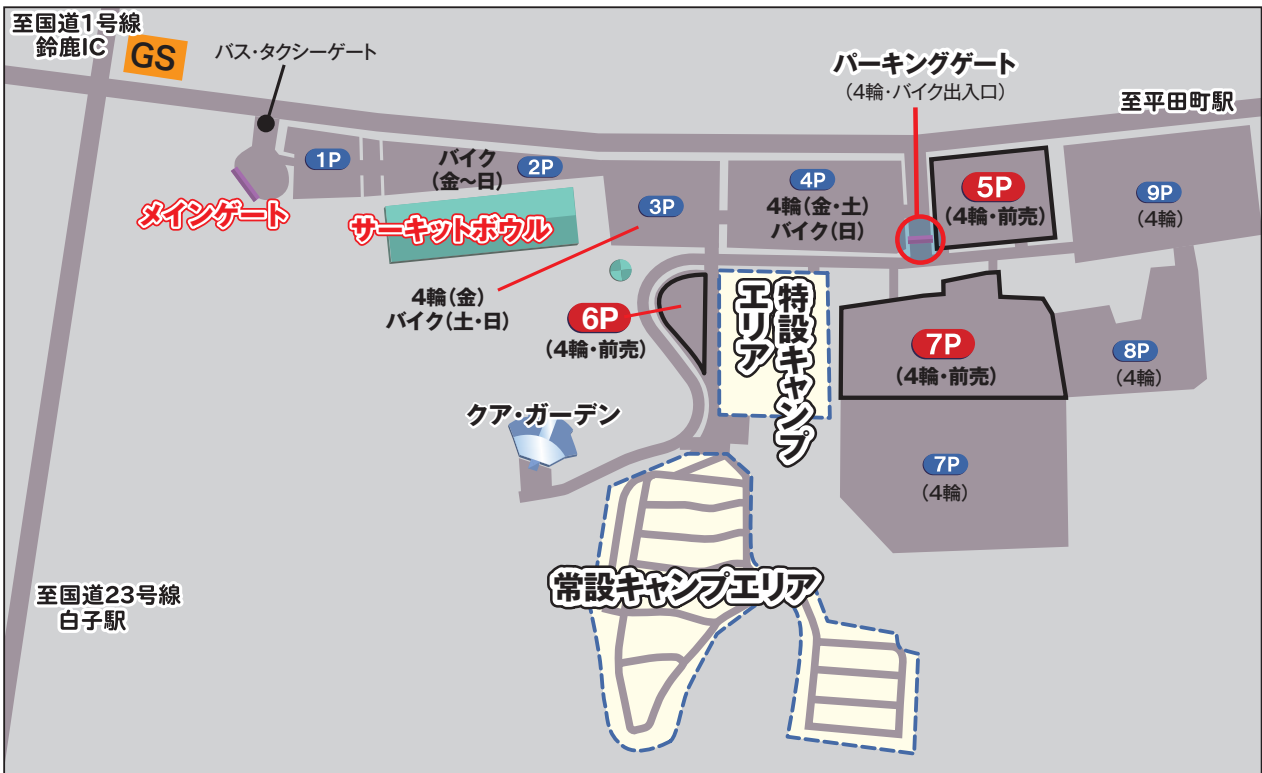 至国道1号線
鈴鹿IC
GS
バス・タクシーゲート
パーキングゲート
(4輪・バイク出入口)
至平田町駅
1P
バイク
(金~日)
2P
メインゲート
サーキットボウル
3P
4P
4輪(金・土)
バイク(日)
5P
(4輪・前売)
9P
(4輪)
4輪(金)
バイク(土・日)
6P
(4輪・前売)
特設キャンプ
エリア
7P
(4輪・前売)
8P
(4輪)
クア・ガーデン
7P
(4輪)
常設キャンプエリア
至国道23号線
白子駅